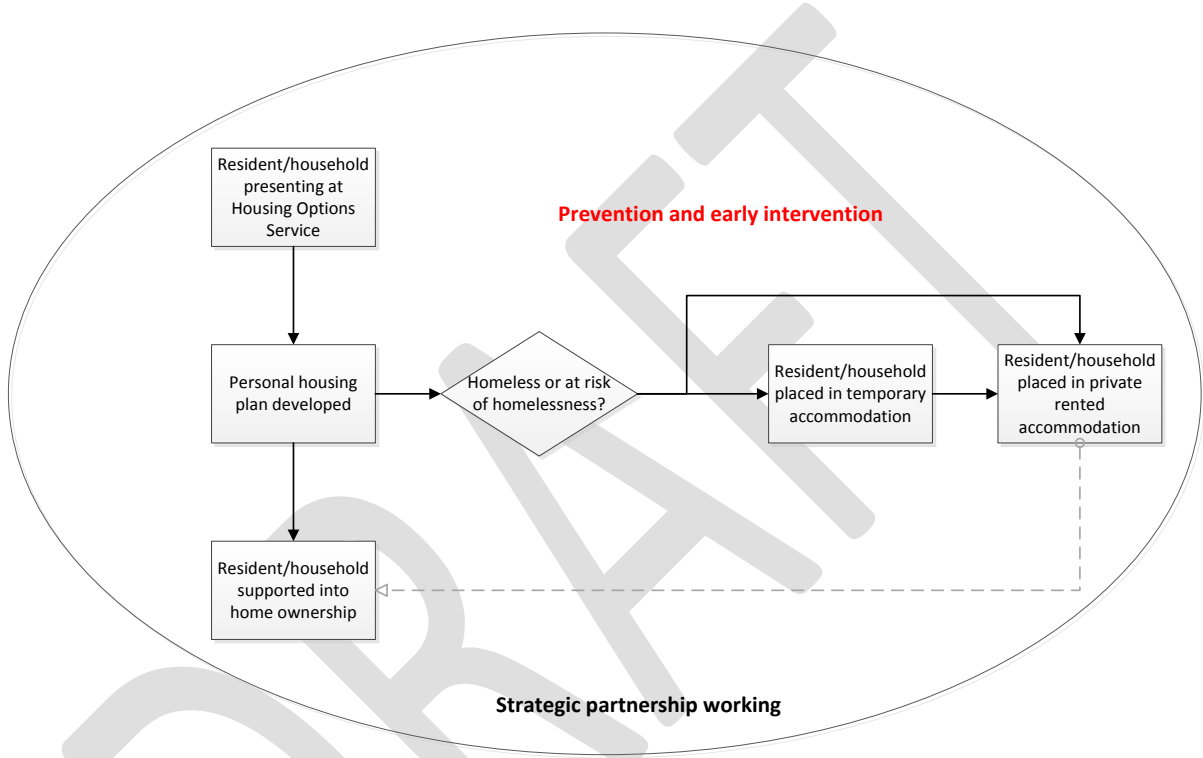 Resident/household
presenting at
Housing Options
Service
Prevention and early intervention
Personal housing
plan developed
Homeless or at risk
of homelessness?
Resident/household
placed in temporary
accommodation
Resident/household
placed in private
rented
accommodation
Resident/household
supported into
home ownership
Strategic partnership working
DRAFT